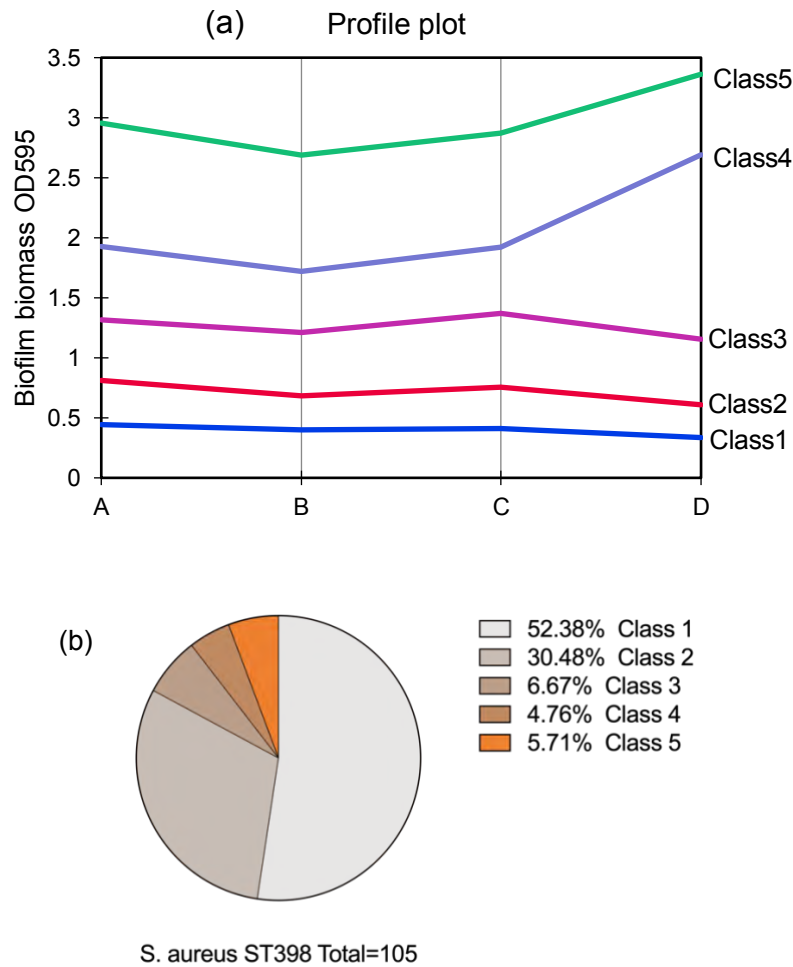 (a) Profile plot
Biofilm biomass OD595
3.5
3
2.5
2
1.5
1
0.5
0
A B C D
Class5
Class4
Class3
Class2
Class1
(b)
52.38% Class 1
30.48% Class 2
6.67% Class 3
4.76% Class 4
5.71% Class 5
S. aureus ST398 Total=105